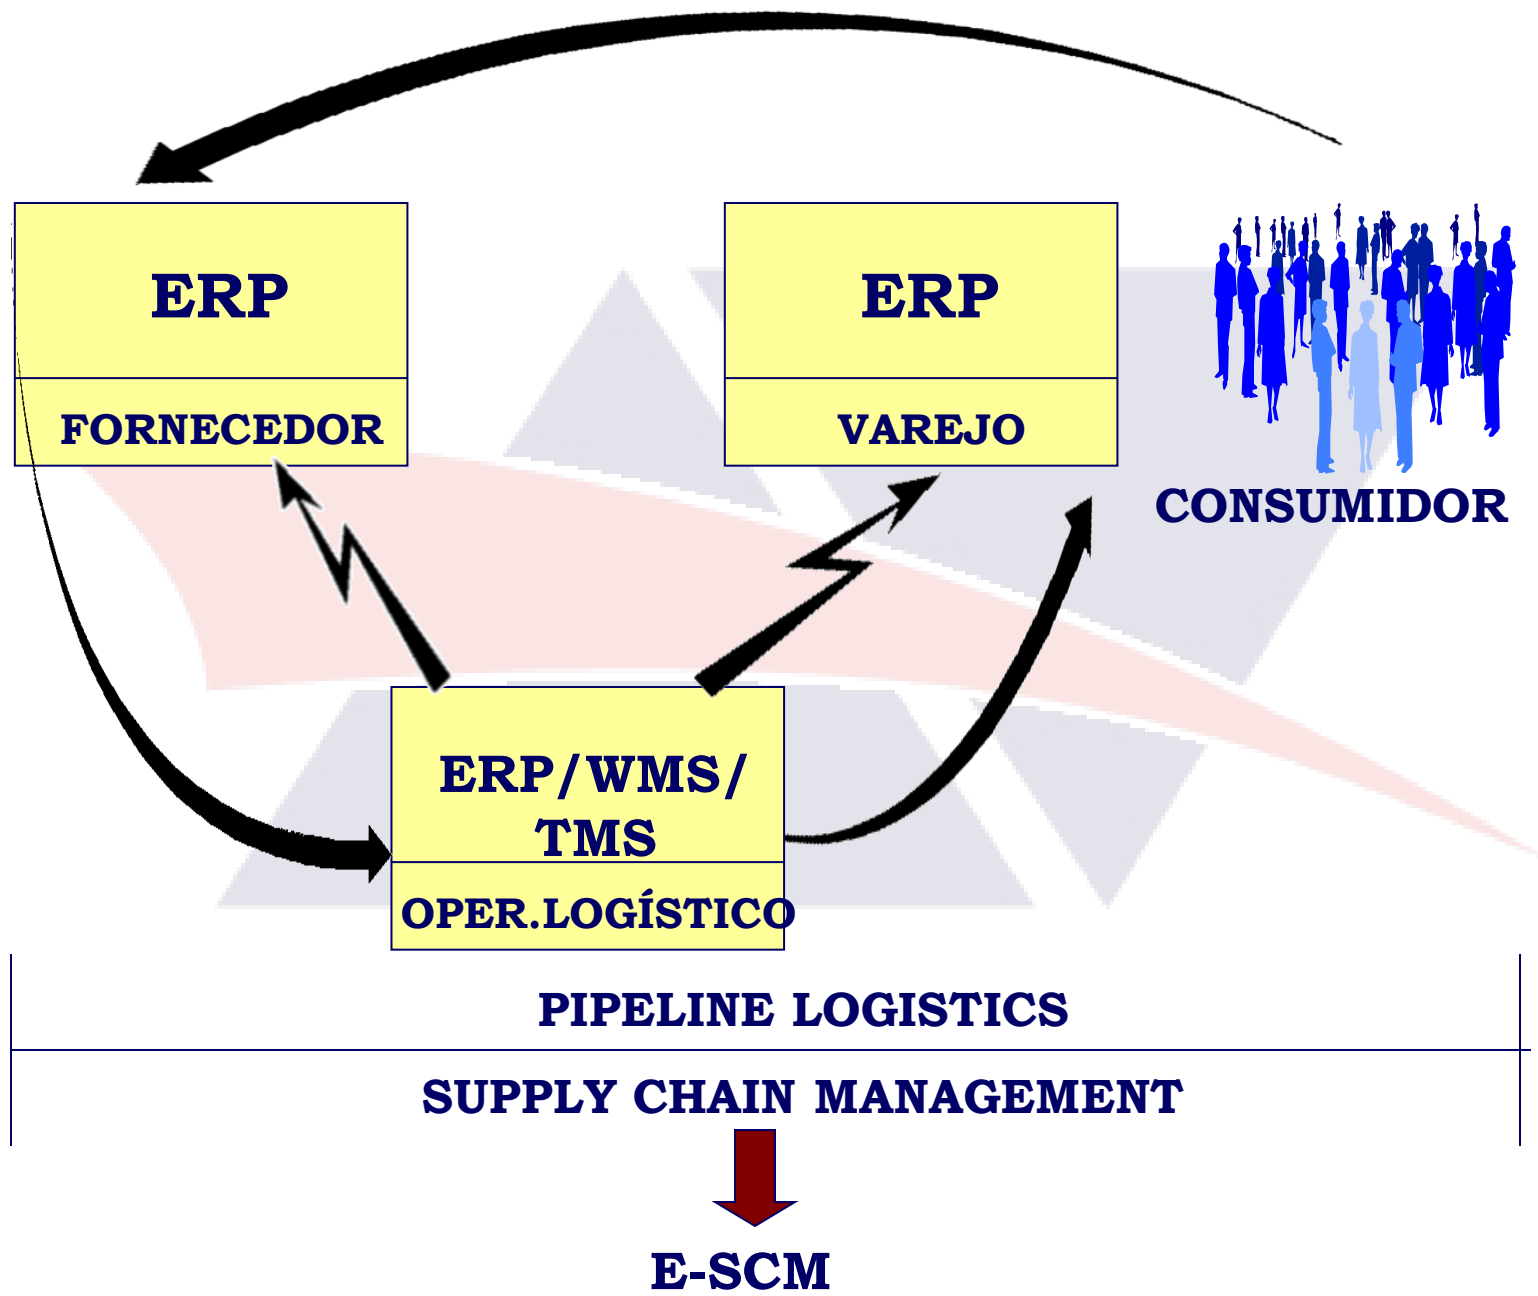 ERP
FORNECEDOR
ERP
VAREJO
CONSUMIDOR
ERP/WMS/
TMS
OPER.LOGÍSTICO
PIPELINE LOGISTICS
SUPPLY CHAIN MANAGEMENT
E-SCM